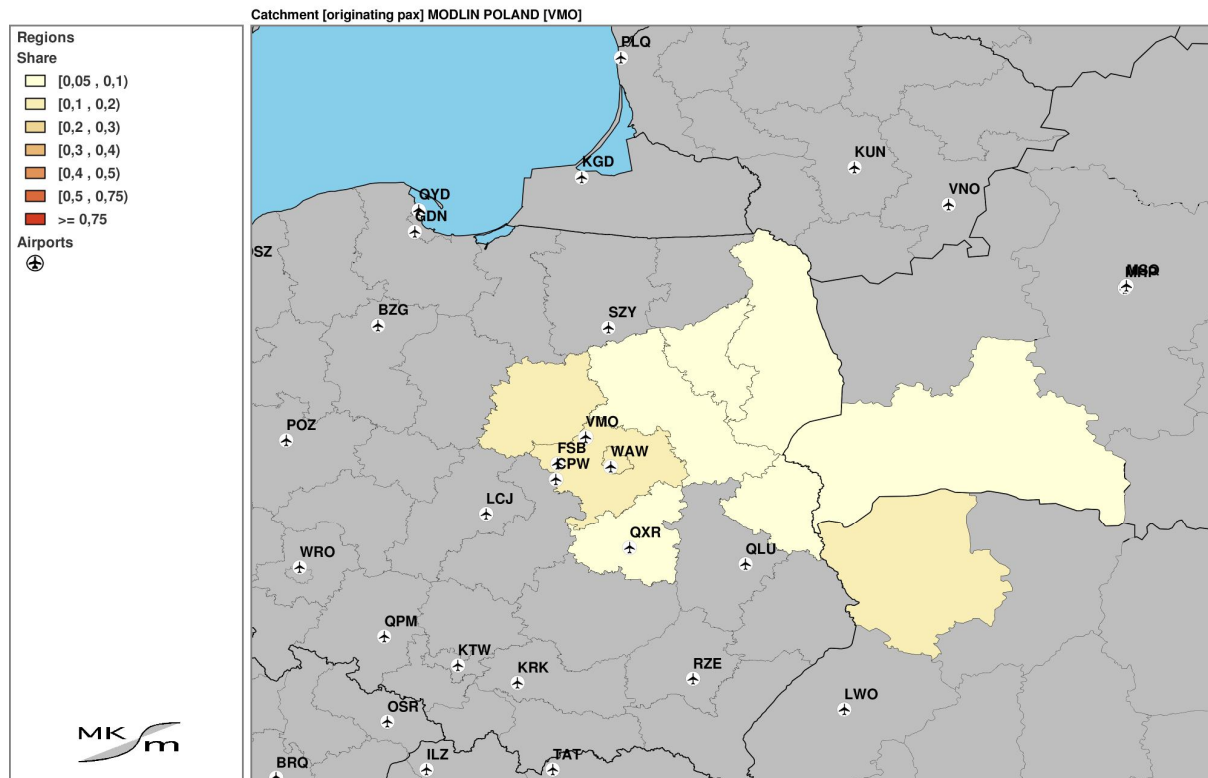 Catchment [originating pax] MODLIN POLAND [VMO]
Regions
Share
[0,05 , 0,1)
[0,1 , 0,2)
[0,2 , 0,3)
[0,3 , 0,4)
[0,4 , 0,5)
[0,5 , 0,75)
>= 0,75
Airports
PLQ
KUN
KGD
VNO
QYD
GDN
OSZ
MSQ
BZG
SZY
POZ
VMO
FSB
WAW
CPW
LCJ
QXR
WRO
QLU
QPM
KTW
KRK
RZE
LWO
OSR
ILZ
TAT
BRQ
MK
m